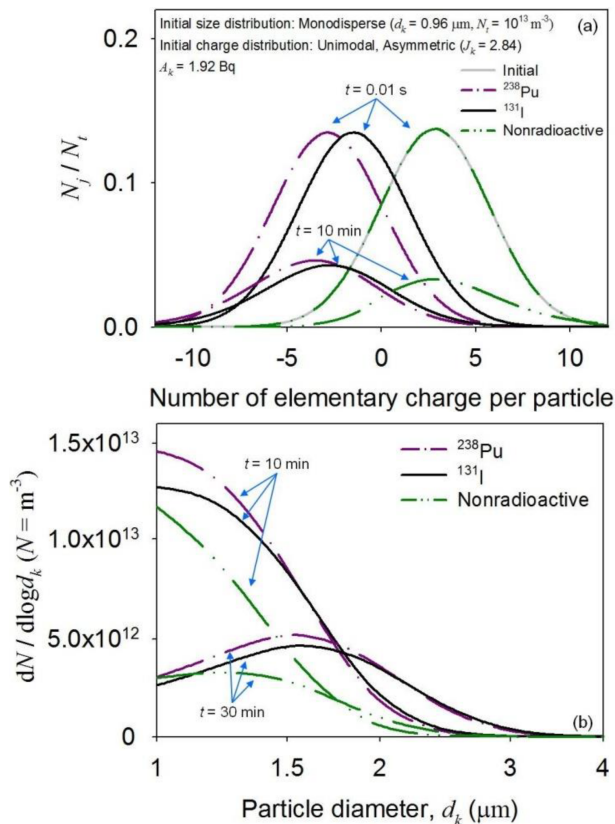 Initial size distribution: Monodisperse (dₖ = 0.96 μm, Nₜ = 10¹³ m⁻³)
(a)
Initial charge distribution: Unimodal, Asymmetric (Jₖ = 2.84)
Aₖ = 1.92 Bq
Initial
²³⁸Pu
¹³¹I
Nonradioactive
t = 0.01 s
t = 10 min
Nⱼ / Nₜ
0.2
0.1
0.0
-10 -5 0 5 10
Number of elementary charge per particle
²³⁸Pu
¹³¹I
Nonradioactive
t = 10 min
t = 30 min
(b)
dN / dlogdₖ (N = m⁻³)
1.5x10¹³
1.0x10¹³
5.0x10¹²
0
1 1.5 2 3 4
Particle diameter, dₖ (μm)